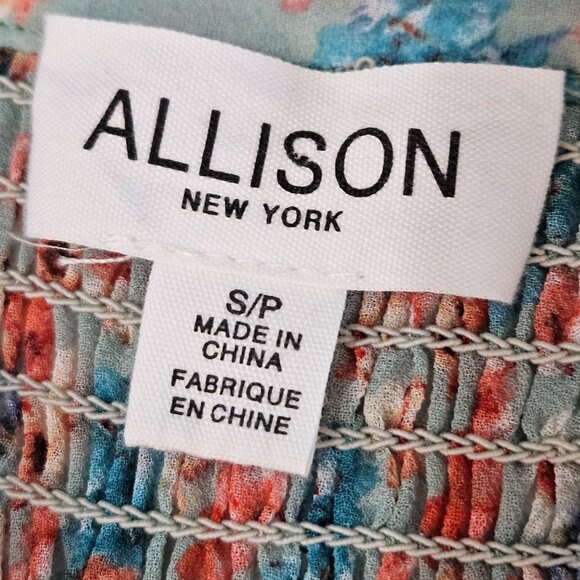 ALLISON
NEW YORK
S/P
MADE IN
CHINA
FABRIQUE
EN CHINE